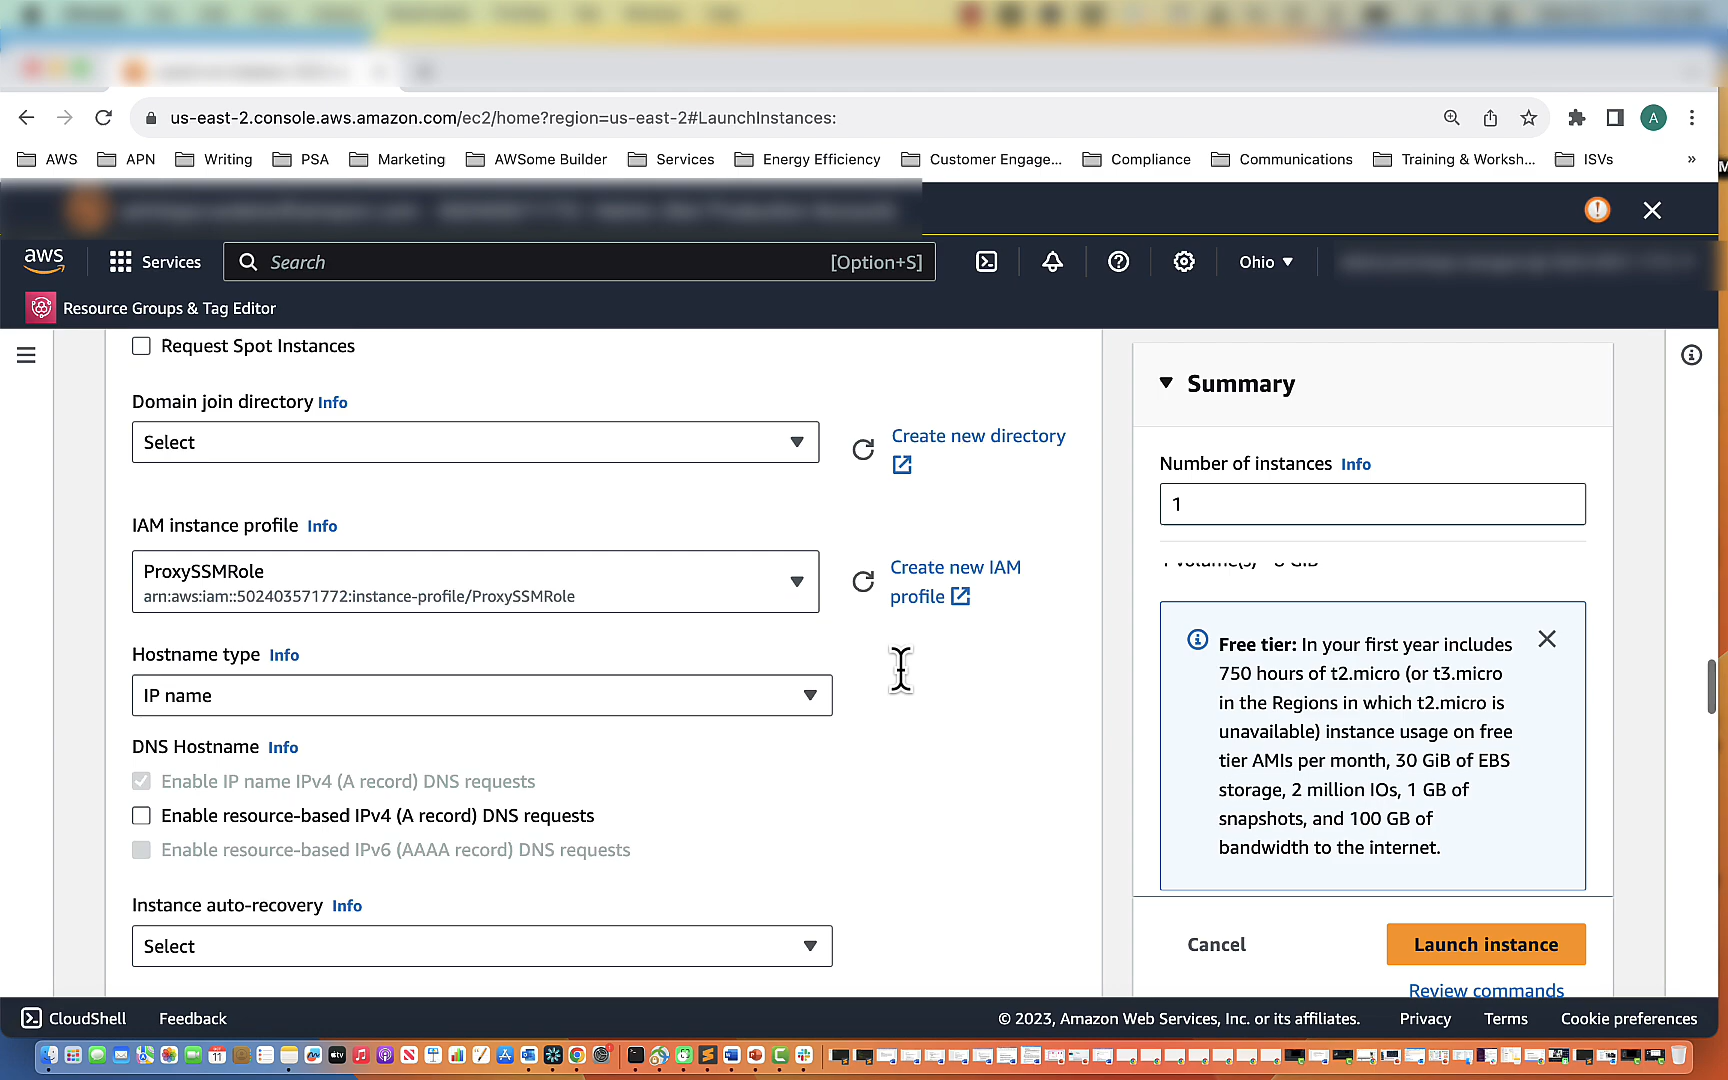 us-east-2.console.aws.amazon.com/ec2/home?region=us-east-2#LaunchInstances:
A
AWS APN Writing PSA Marketing AWSome Builder Services Energy Efficiency Customer Engage... Compliance Communications Training & Worksh... ISVs »
aws Services Search [Option+S] Ohio
Resource Groups & Tag Editor
Request Spot Instances
Domain join directory Info
Select
Create new directory
IAM instance profile Info
ProxySSMRole
arn:aws:iam::502403571772:instance-profile/ProxySSMRole
Create new IAM
profile
Hostname type Info
IP name
DNS Hostname Info
Enable IP name IPv4 (A record) DNS requests
Enable resource-based IPv4 (A record) DNS requests
Enable resource-based IPv6 (AAAA record) DNS requests
Instance auto-recovery Info
Select
Summary
Number of instances Info
1
Free tier: In your first year includes
750 hours of t2.micro (or t3.micro
in the Regions in which t2.micro is
unavailable) instance usage on free
tier AMIs per month, 30 GiB of EBS
storage, 2 million IOs, 1 GB of
snapshots, and 100 GB of
bandwidth to the internet.
Cancel Launch instance
Review commands
CloudShell Feedback © 2023, Amazon Web Services, Inc. or its affiliates. Privacy Terms Cookie preferences